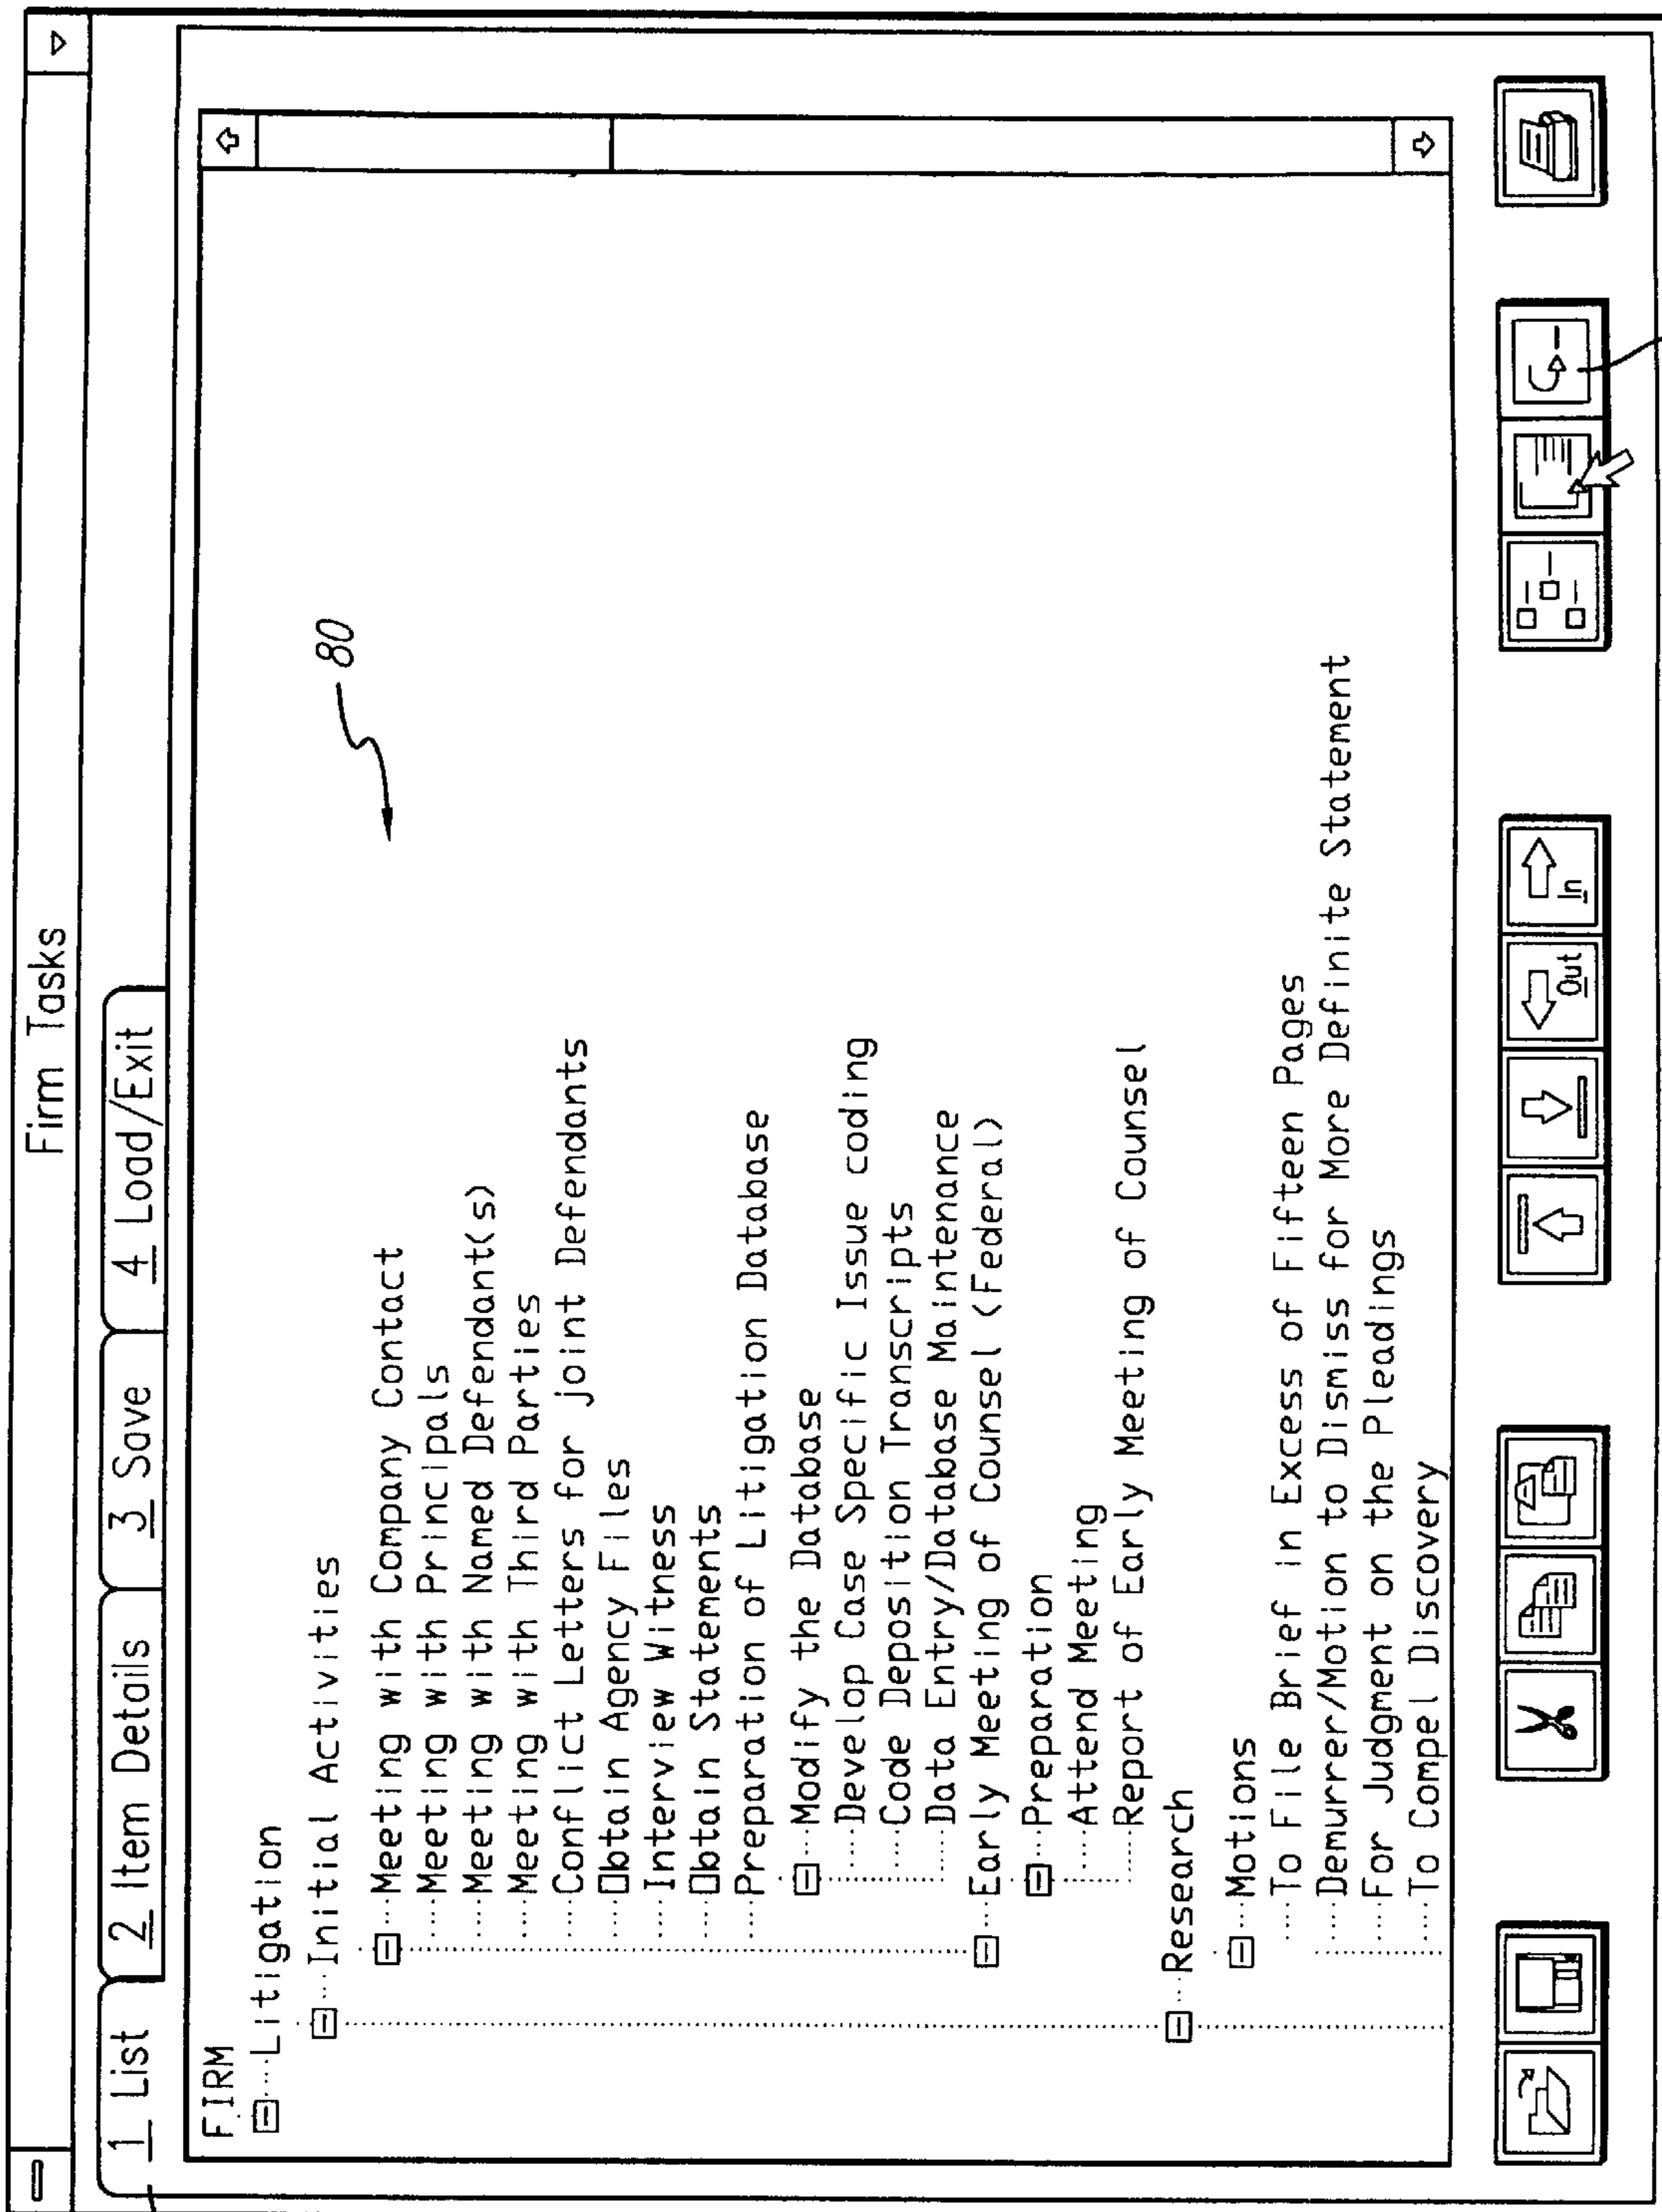 Firm Tasks
1 List
2 Item Details
3 Save
4 Load/Exit
FIRM
Litigation
Initial Activities
80
Meeting with Company Contact
Meeting with Principals
Meeting with Named Defendant(s)
Meeting with Third Parties
Conflict Letters for joint Defendants
Obtain Agency Files
Interview Witness
Obtain Statements
Preparation of Litigation Database
Modify the Database
Develop Case Specific Issue coding
Code Deposition Transcripts
Data Entry/Database Maintenance
Early Meeting of Counsel (Federal)
Preparation
Attend Meeting
Report of Early Meeting of Counsel
Research
Motions
To File Brief in Excess of Fifteen Pages
Demurrer/Motion to Dismiss for More Definite Statement
For Judgment on the Pleadings
To Compel Discovery
Out
In